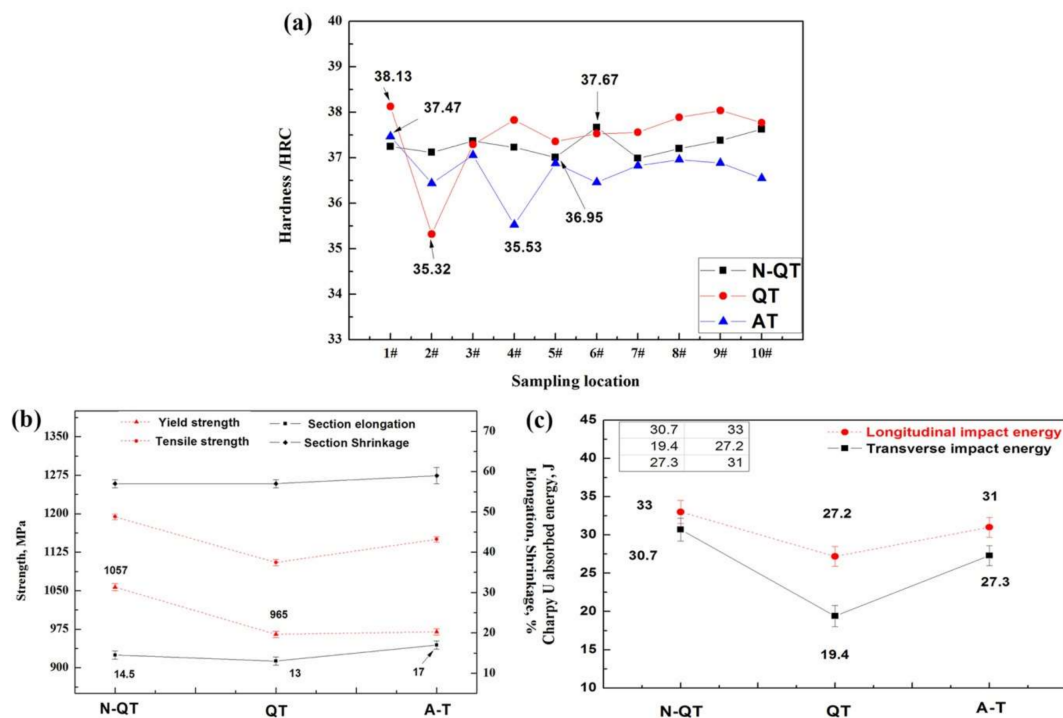 (a)
40
39
38
37
36
35
34
33
Hardness /HRC
38.13
37.47
37.67
36.95
35.53
35.32
N-QT
QT
AT
1# 2# 3# 4# 5# 6# 7# 8# 9# 10#
Sampling location
(b)
Yield strength
Tensile strength
Section elongation
Section Shrinkage
1350
1275
1200
1125
1050
975
900
Strength, MPa
1057
965
14.5
13
17
70
60
50
40
30
20
10
Elongation, Shrinkage, %
N-QT QT A-T
(c)
45
40
35
30
25
20
15
10
Charpy U absorbed energy, J
30.7 33
19.4 27.2
27.3 31
Longitudinal impact energy
Transverse impact energy
33
27.2
31
30.7
27.3
19.4
N-QT QT A-T